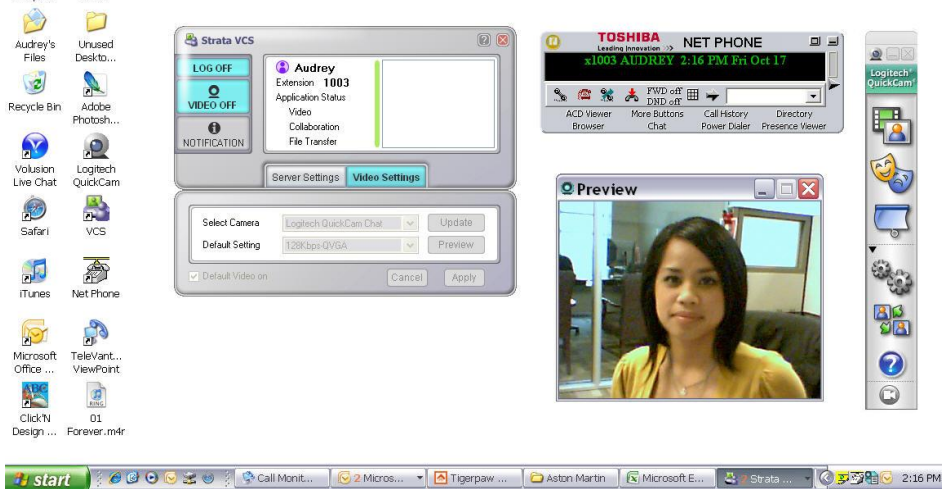 Audrey's
Files
Unused
Deskto...
Recycle Bin
Adobe
Photosh...
Volusion
Live Chat
Logitech
QuickCam
Safari
VCS
iTunes
Net Phone
Microsoft
Office ...
TeleVant...
ViewPoint
ABC
Click'N
Design ...
RING
01
Forever.m4r
Strata VCS
LOG OFF
VIDEO OFF
NOTIFICATION
Audrey
Extension 1003
Application Status
Video
Collaboration
File Transfer
Server Settings
Video Settings
Select Camera
Logitech QuickCam Chat
Update
Default Setting
128Kbps-QVGA
Preview
Default Video on
Cancel
Apply
TOSHIBA
Leading Innovation >>
NET PHONE
x1003 AUDREY 2:16 PM Fri Oct 17
FWD off
DND off
ACD Viewer
More Buttons
Call History
Directory
Browser
Chat
Power Dialer
Presence Viewer
Preview
Logitech®
QuickCam®
start
Call Monit...
2 Micros...
Tigerpaw ...
Aston Martin
Microsoft E...
Strata ...
2:16 PM